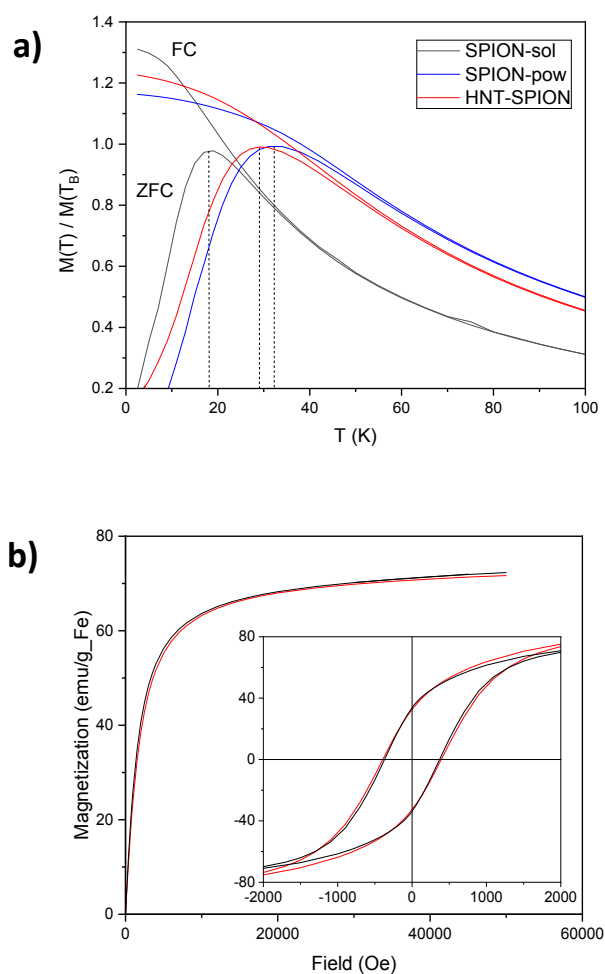 a)
FC
ZFC
SPION-sol
SPION-pow
HNT-SPION
M(T) / M(T_B)
1.4
1.2
1.0
0.8
0.6
0.4
0.2
0 20 40 60 80 100
T (K)
b)
Magnetization (emu/g_Fe)
80
60
40
20
0
80
40
0
-40
-80
-2000 -1000 0 1000 2000
0 20000 40000 60000
Field (Oe)